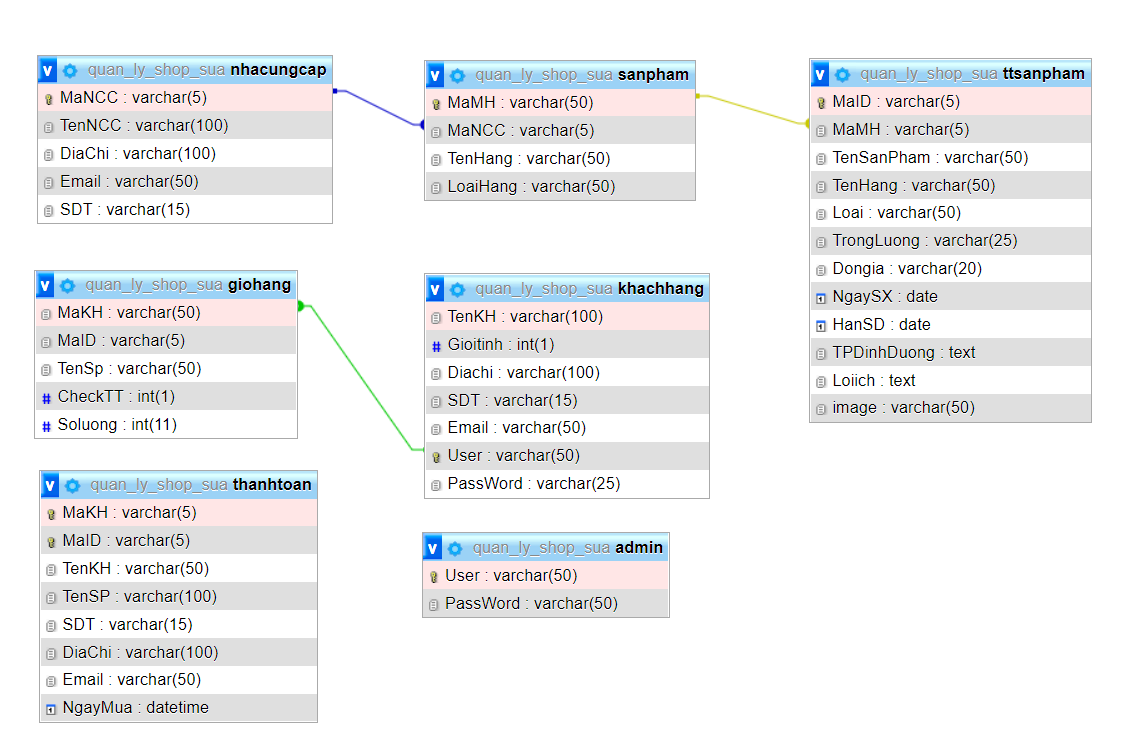 quan_ly_shop_sua nhacungcap
MaNCC : varchar(5)
TenNCC : varchar(100)
DiaChi : varchar(100)
Email : varchar(50)
SDT : varchar(15)
quan_ly_shop_sua sanpham
MaMH : varchar(50)
MaNCC : varchar(5)
TenHang : varchar(50)
LoaiHang : varchar(50)
quan_ly_shop_sua ttsanpham
MaID : varchar(5)
MaMH : varchar(5)
TenSanPham : varchar(50)
TenHang : varchar(50)
Loai : varchar(50)
TrongLuong : varchar(25)
Dongia : varchar(20)
NgaySX : date
HanSD : date
TPDinhDuong : text
Loiich : text
image : varchar(50)
quan_ly_shop_sua giohang
MaKH : varchar(50)
MaID : varchar(5)
TenSp : varchar(50)
CheckTT : int(1)
Soluong : int(11)
quan_ly_shop_sua khachhang
TenKH : varchar(100)
Gioitinh : int(1)
Diachi : varchar(100)
SDT : varchar(15)
Email : varchar(50)
User : varchar(50)
PassWord : varchar(25)
quan_ly_shop_sua thanhtoan
MaKH : varchar(5)
MaID : varchar(5)
TenKH : varchar(50)
TenSP : varchar(100)
SDT : varchar(15)
DiaChi : varchar(100)
Email : varchar(50)
NgayMua : datetime
quan_ly_shop_sua admin
User : varchar(50)
PassWord : varchar(50)